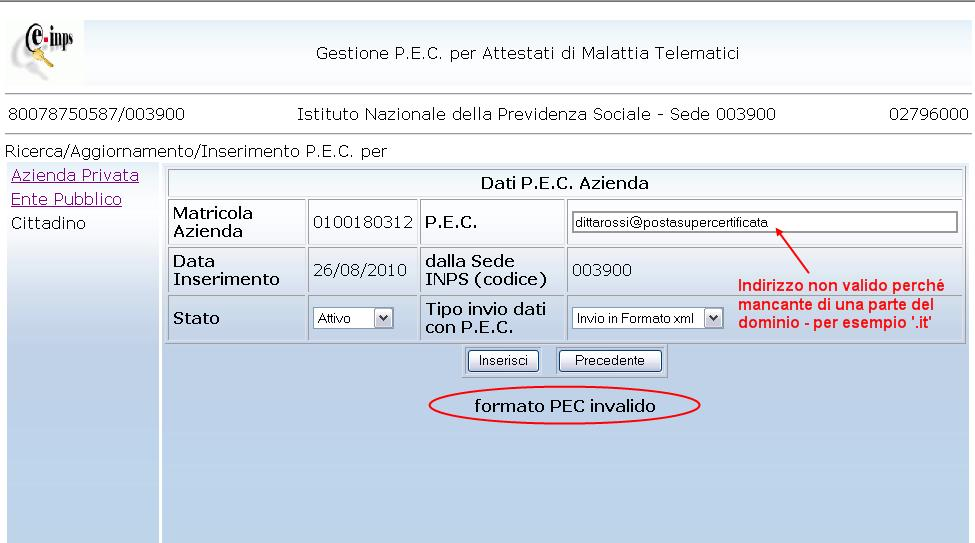 e-inps
Gestione P.E.C. per Attestati di Malattia Telematici
80078750587/003900 Istituto Nazionale della Previdenza Sociale - Sede 003900 02796000
Ricerca/Aggiornamento/Inserimento P.E.C. per
Azienda Privata
Ente Pubblico
Cittadino
Dati P.E.C. Azienda
Matricola
Azienda
0100180312
P.E.C.
dittarossi@postasupercertificata
Data
Inserimento
26/08/2010
dalla Sede
INPS (codice)
003900
Indirizzo non valido perché
mancante di una parte del
dominio - per esempio '.it'
Stato
Attivo
Tipo invio dati
con P.E.C.
Invio in Formato xml
Inserisci
Precedente
formato PEC invalido